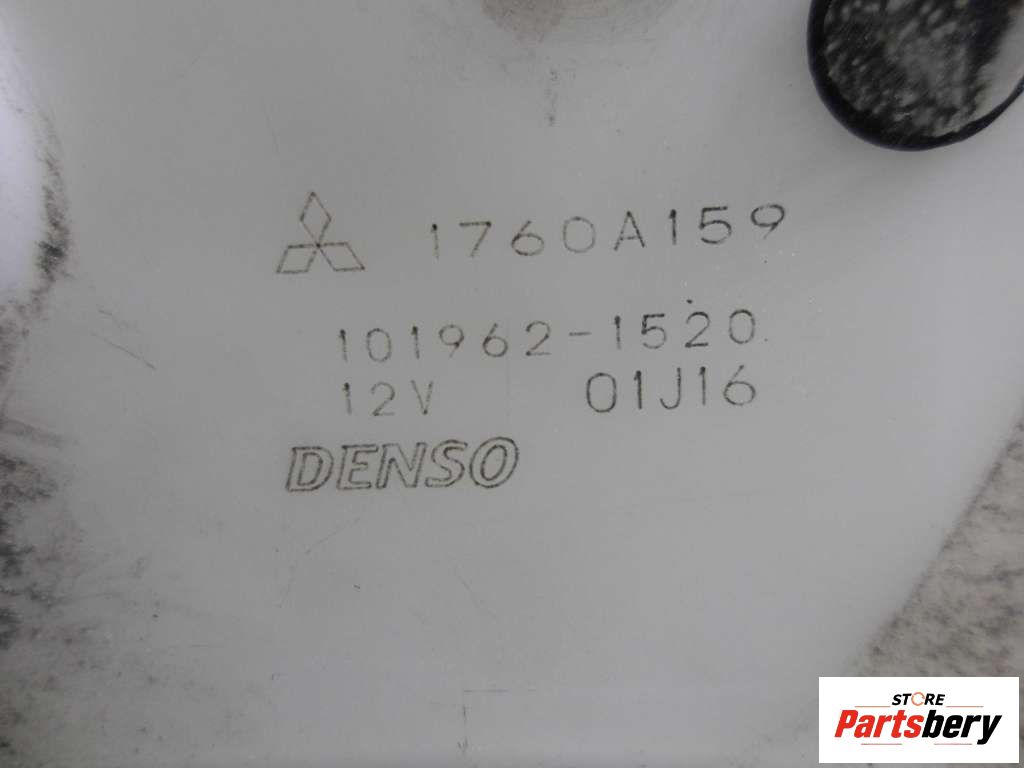 1760A159
101962-1520
12V 01J16
DENSO
STORE
Partsbery